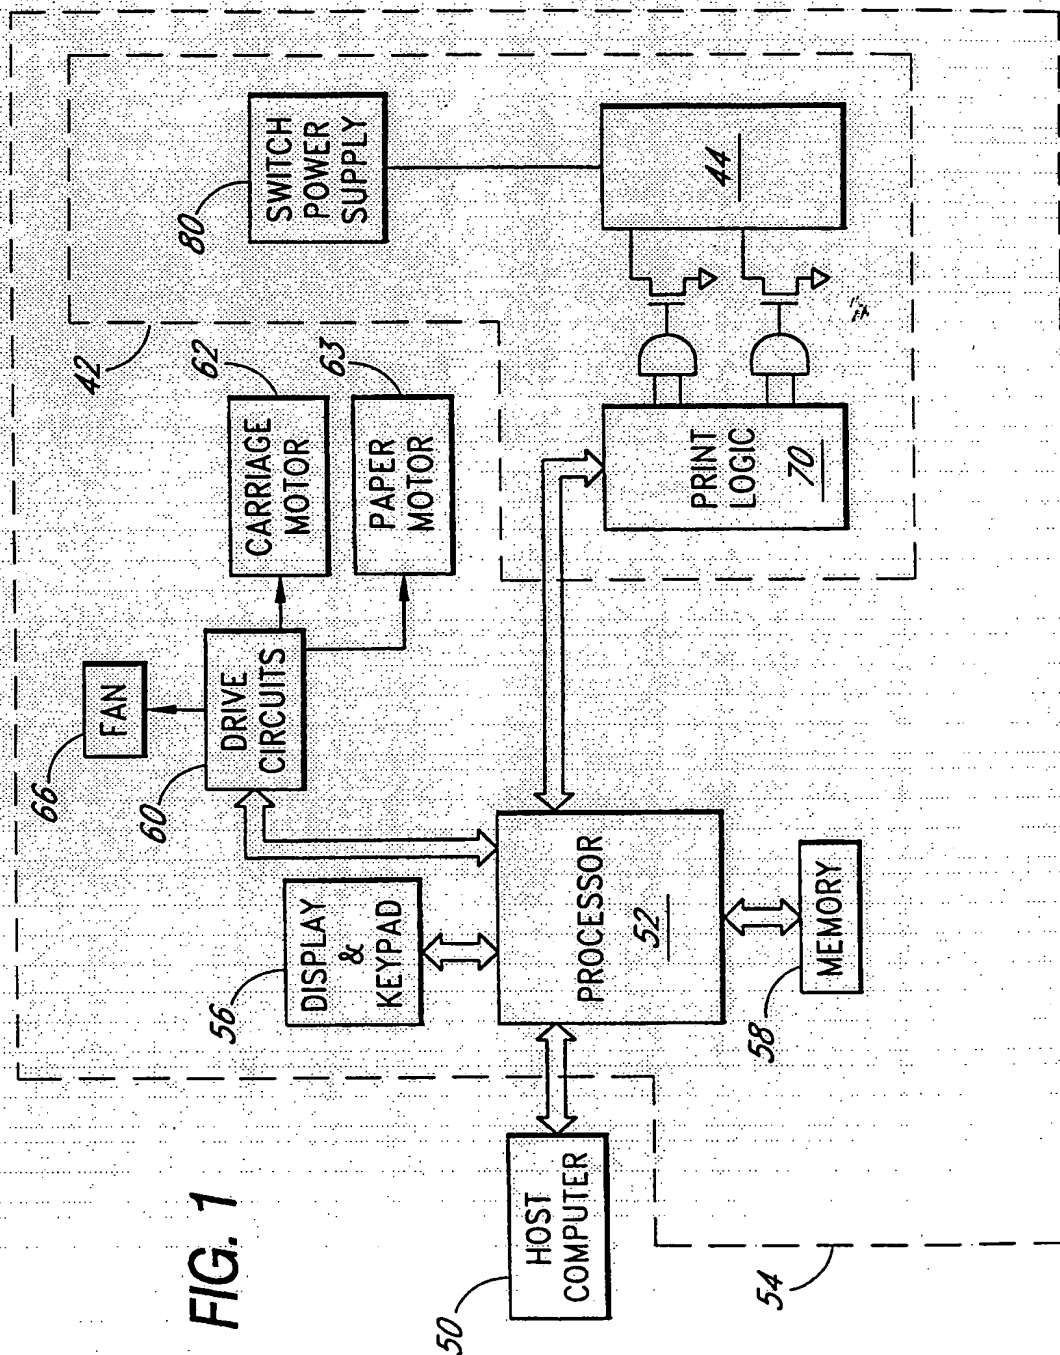 FIG. 1
50
HOST
COMPUTER
54
56
DISPLAY
&
KEYPAD
PROCESSOR
52
58
MEMORY
66
FAN
60
DRIVE
CIRCUITS
62
CARRIAGE
MOTOR
63
PAPER
MOTOR
42
80
SWITCH
POWER
SUPPLY
PRINT
LOGIC
70
44